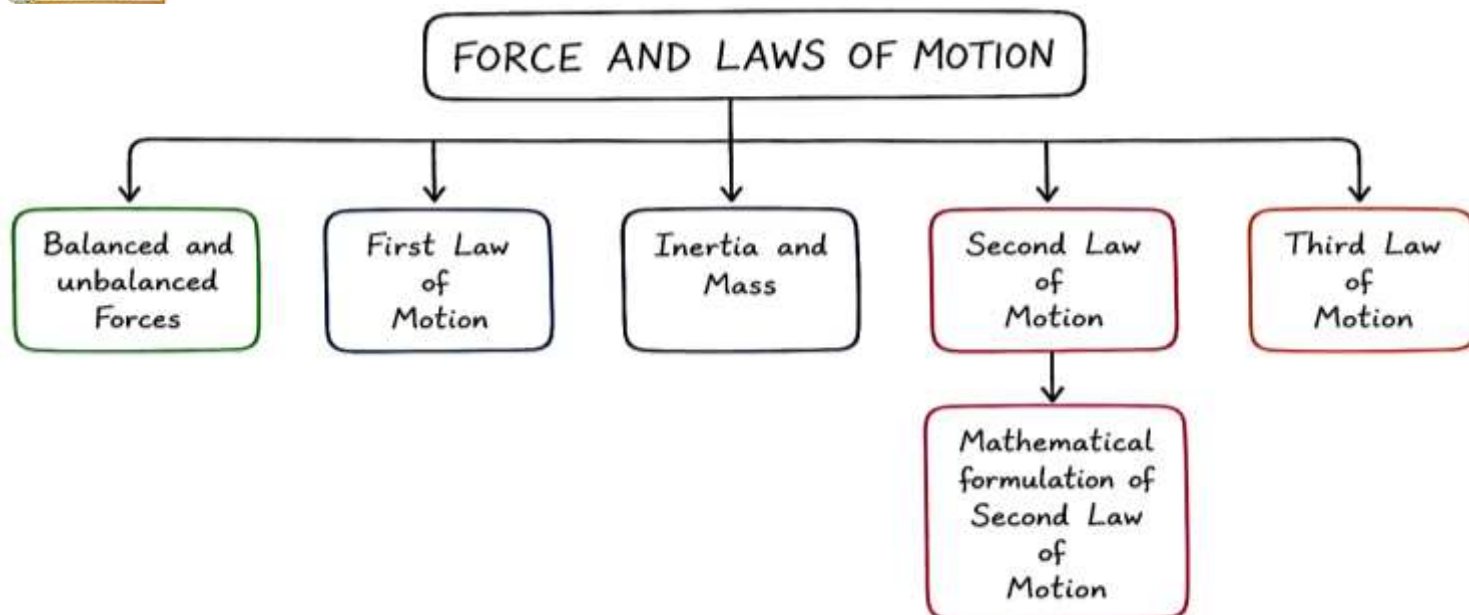 FORCE AND LAWS OF MOTION
Balanced and
unbalanced
Forces
First Law
of
Motion
Inertia and
Mass
Second Law
of
Motion
Third Law
of
Motion
Mathematical
formulation of
Second Law
of
Motion